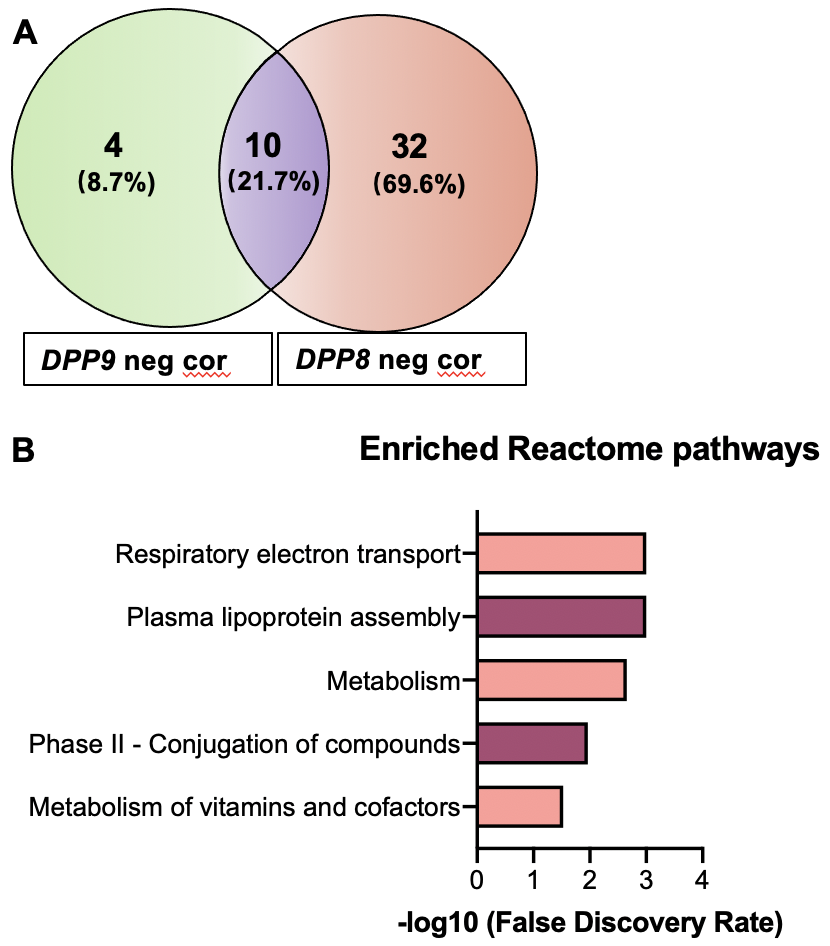 A
4
(8.7%)
10
(21.7%)
32
(69.6%)
DPP9 neg cor
DPP8 neg cor
B
Enriched Reactome pathways
Respiratory electron transport
Plasma lipoprotein assembly
Metabolism
Phase II - Conjugation of compounds
Metabolism of vitamins and cofactors
0 1 2 3 4
-log10 (False Discovery Rate)